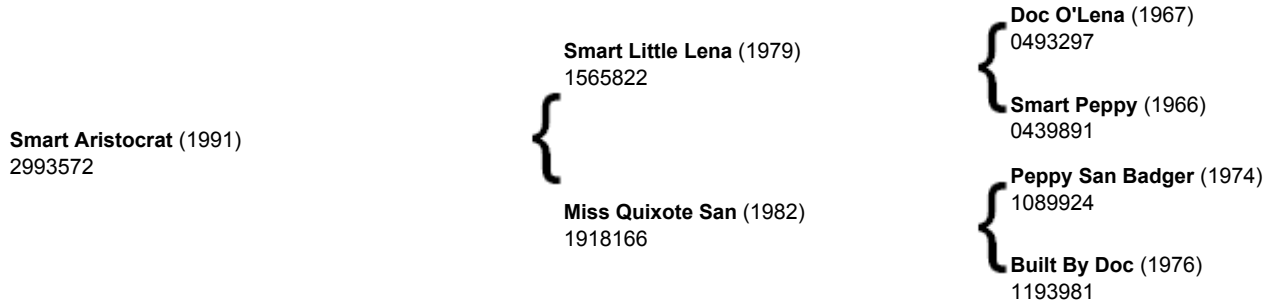 Smart Aristocrat (1991)
2993572
Smart Little Lena (1979)
1565822
Miss Quixote San (1982)
1918166
Doc O'Lena (1967)
0493297
Smart Peppy (1966)
0439891
Peppy San Badger (1974)
1089924
Built By Doc (1976)
1193981